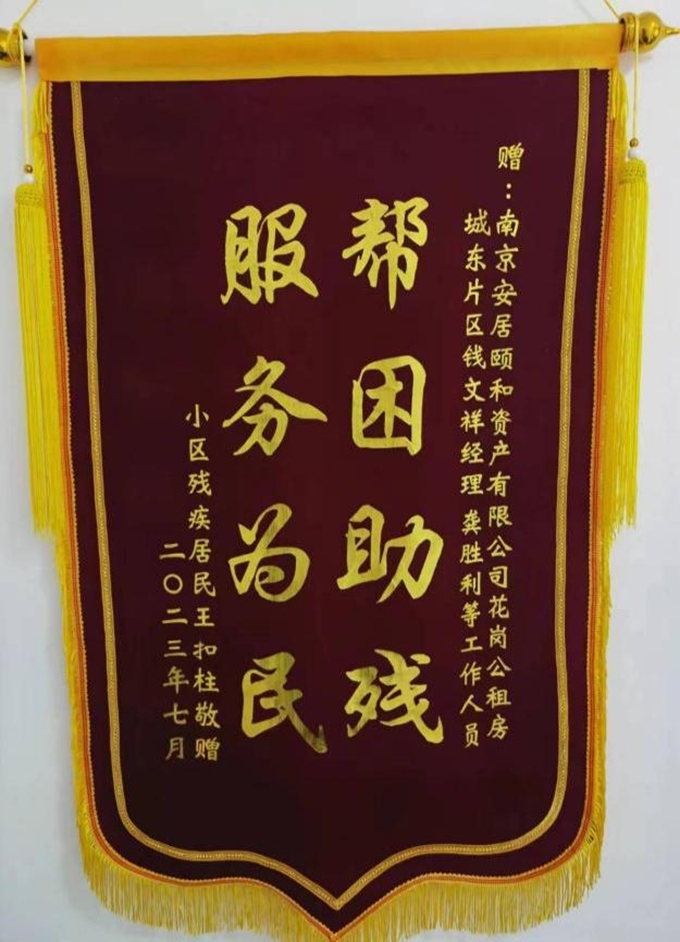 赠：南京安居颐和资产有限公司花岗公租房
城东片区钱文祥经理 龚胜利等工作人员
帮困助残
服务为民
小区残疾居民王扣柱敬赠
二〇二三年七月